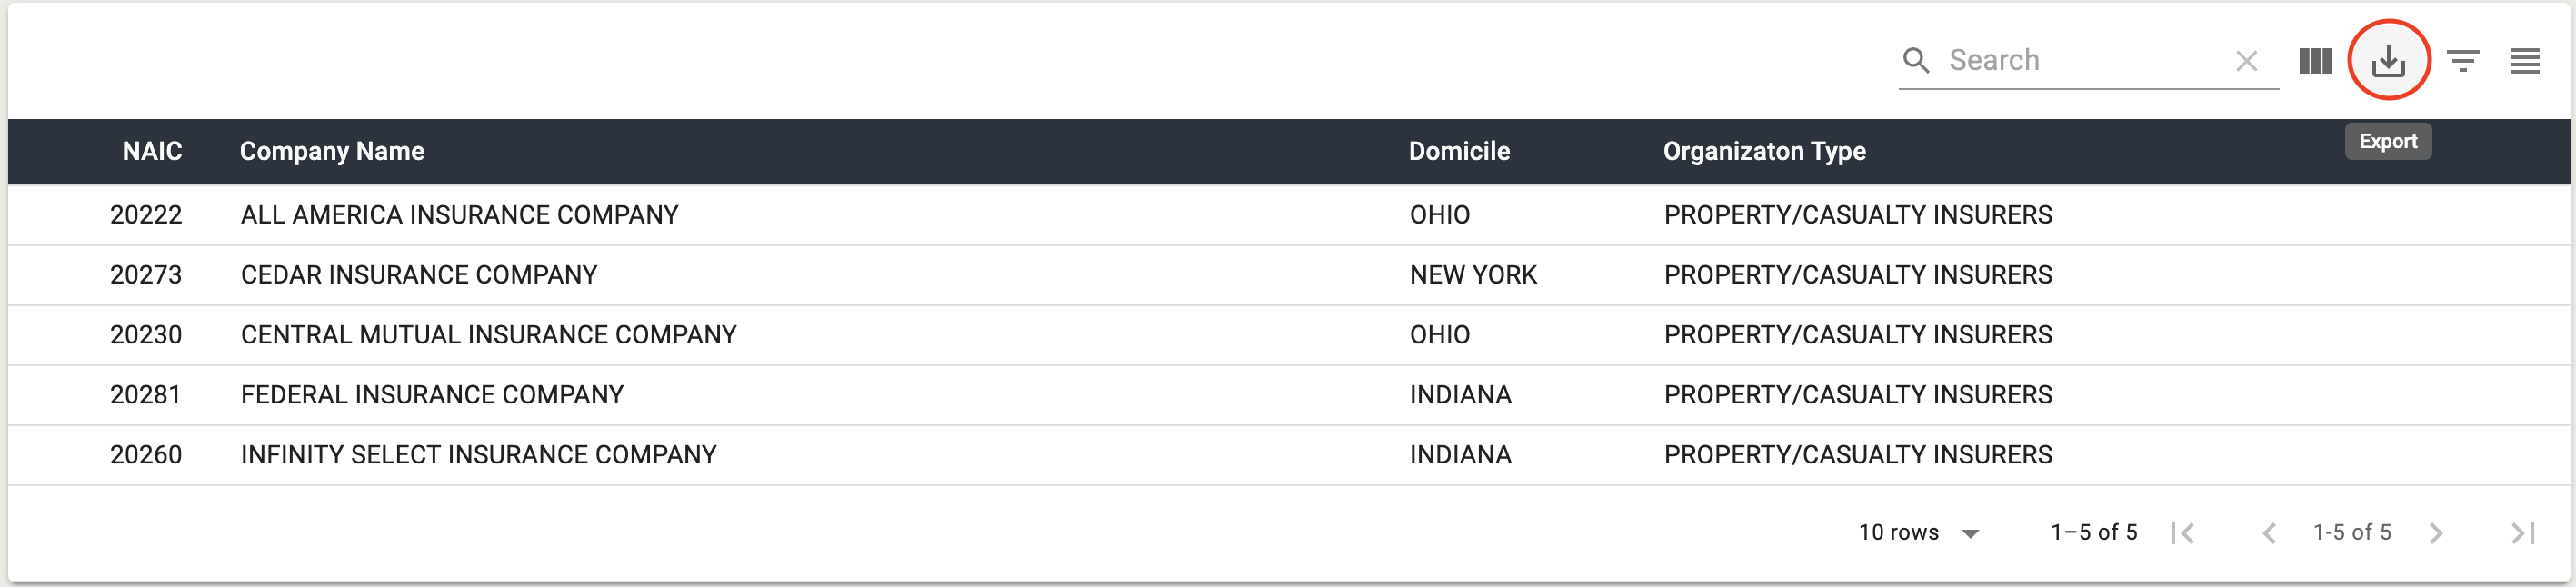 Search
Export
NAIC Company Name Domicile Organizaton Type
20222 ALL AMERICA INSURANCE COMPANY OHIO PROPERTY/CASUALTY INSURERS
20273 CEDAR INSURANCE COMPANY NEW YORK PROPERTY/CASUALTY INSURERS
20230 CENTRAL MUTUAL INSURANCE COMPANY OHIO PROPERTY/CASUALTY INSURERS
20281 FEDERAL INSURANCE COMPANY INDIANA PROPERTY/CASUALTY INSURERS
20260 INFINITY SELECT INSURANCE COMPANY INDIANA PROPERTY/CASUALTY INSURERS
10 rows 1–5 of 5 1-5 of 5